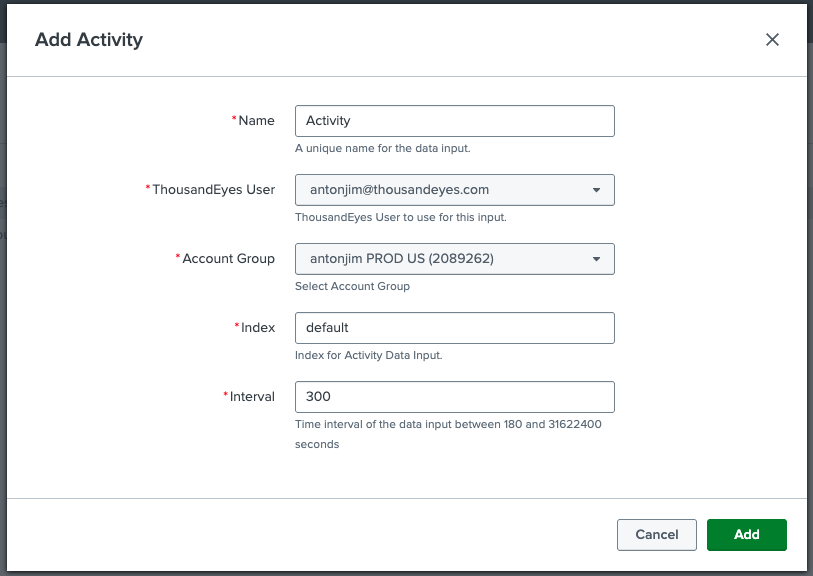 Add Activity
*Name
Activity
A unique name for the data input.
*ThousandEyes User
antonjim@thousandeyes.com
ThousandEyes User to use for this input.
*Account Group
antonjim PROD US (2089262)
Select Account Group
*Index
default
Index for Activity Data Input.
*Interval
300
Time interval of the data input between 180 and 31622400
seconds
Cancel
Add